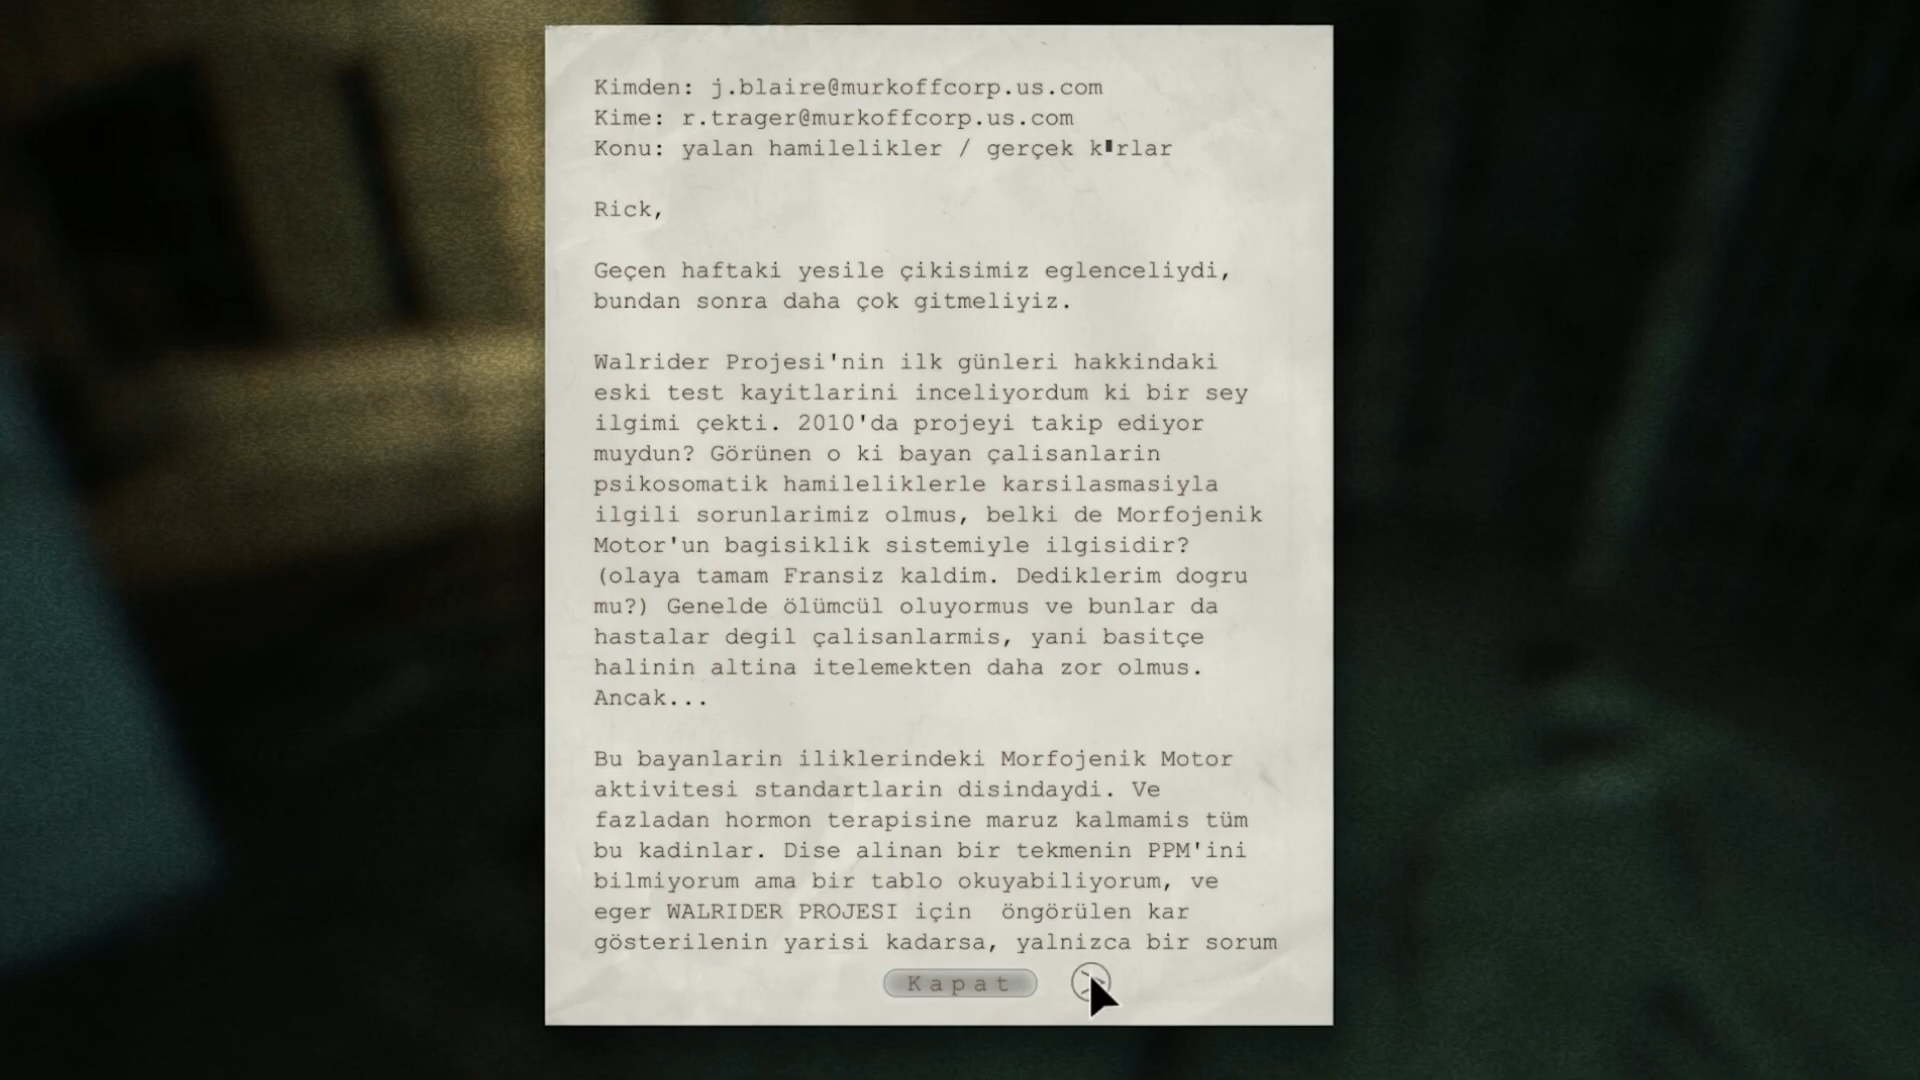 Kimden: j.blaire@murkoffcorp.us.com
Kime: r.trager@murkoffcorp.us.com
Konu: yalan hamilelikler / gerçek k▮rlar
Rick,
Geçen haftaki yesile çikisimiz eglenceliydi,
bundan sonra daha çok gitmeliyiz.
Walrider Projesi'nin ilk günleri hakkindaki
eski test kayitlarini inceliyordum ki bir sey
ilgimi çekti. 2010'da projeyi takip ediyor
muydun? Görünen o ki bayan çalisanlarin
psikosomatik hamileliklerle karsilasmasiyla
ilgili sorunlarimiz olmus, belki de Morfojenik
Motor'un bagisiklik sistemiyle ilgisidir?
(olaya tamam Fransiz kaldim. Dediklerim dogru
mu?) Genelde ölümcül oluyormus ve bunlar da
hastalar degil çalisanlarmis, yani basitçe
halinin altina itelemekten daha zor olmus.
Ancak...
Bu bayanlarin iliklerindeki Morfojenik Motor
aktivitesi standartlarin disindaydi. Ve
fazladan hormon terapisine maruz kalmamis tüm
bu kadinlar. Dise alinan bir tekmenin PPM'ini
bilmiyorum ama bir tablo okuyabiliyorum, ve
eger WALRIDER PROJESI için  öngörülen kar
gösterilenin yarisi kadarsa, yalnizca bir sorum
Kapat